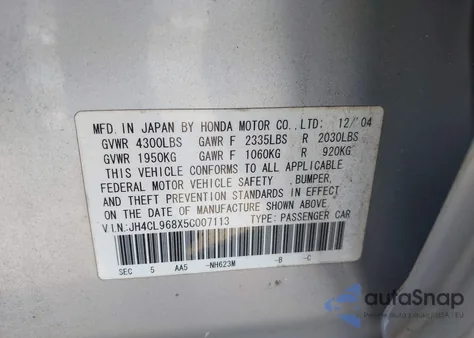 MFD. IN JAPAN BY HONDA MOTOR CO., LTD: 12/'04
GVWR 4300LBS GAWR F 2335LBS R 2030LBS
GVWR 1950KG GAWR F 1060KG R 920KG
THIS VEHICLE CONFORMS TO ALL APPLICABLE
FEDERAL MOTOR VEHICLE SAFETY , BUMPER,
AND THEFT PREVENTION STANDARDS IN EFFECT
ON THE DATE OF MANUFACTURE SHOWN ABOVE.
V.I.N:JH4CL968X5C007113 TYPE: PASSENGER CAR
SEC 5 AA5 -NH623M -B -C
autoSnap